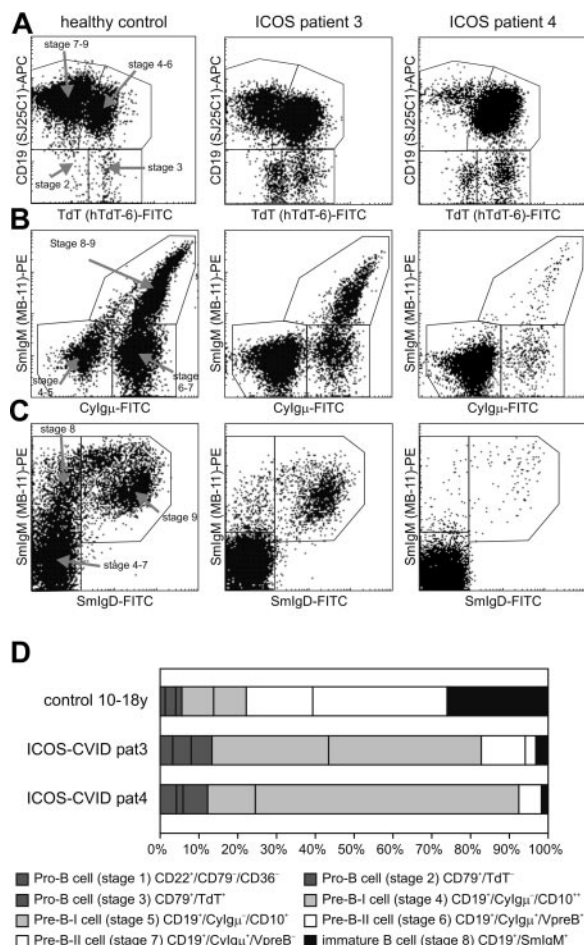 healthy control
ICOS patient 3
ICOS patient 4
A
CD19 (SJ25C1)-APC
stage 7-9
stage 4-6
stage 2
stage 3
TdT (hTdT-6)-FITC
CD19 (SJ25C1)-APC
TdT (hTdT-6)-FITC
CD19 (SJ25C1)-APC
TdT (hTdT-6)-FITC
B
SmIgM (MB-11)-PE
Stage 8-9
stage 4-5
stage 6-7
CyIgμ-FITC
SmIgM (MB-11)-PE
CyIgμ-FITC
SmIgM (MB-11)-PE
CyIgμ-FITC
C
SmIgM (MB-11)-PE
stage 8
stage 9
stage 4-7
SmIgD-FITC
SmIgM (MB-11)-PE
SmIgD-FITC
SmIgM (MB-11)-PE
SmIgD-FITC
D
control 10-18y
ICOS-CVID pat3
ICOS-CVID pat4
0% 10% 20% 30% 40% 50% 60% 70% 80% 90% 100%
Pro-B cell (stage 1) CD22⁺/CD79⁻/CD36⁻
Pro-B cell (stage 2) CD79⁺/TdT⁻
Pro-B cell (stage 3) CD79⁺/TdT⁺
Pre-B-I cell (stage 4) CD19⁺/CyIgμ⁻/CD10⁺⁺
Pre-B-I cell (stage 5) CD19⁺/CyIgμ⁻/CD10⁺
Pre-B-II cell (stage 6) CD19⁺/CyIgμ⁺/VpreB⁺
Pre-B-II cell (stage 7) CD19⁺/CyIgμ⁺/VpreB⁻
immature B cell (stage 8) CD19⁺/SmIgM⁺